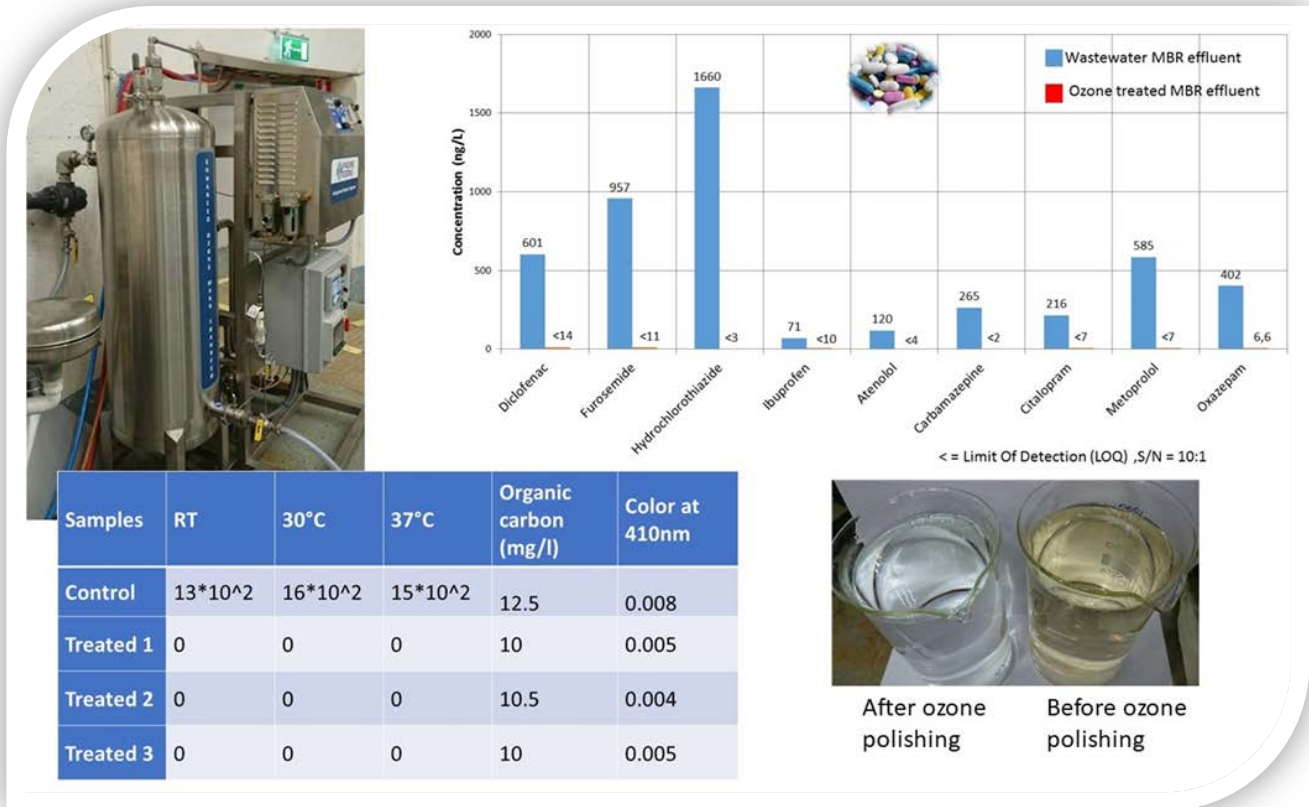 ENHANCED OZONE
2000
1500
1000
500
0
Concentration (ng/L)
Wastewater MBR effluent
Ozone treated MBR effluent
601
<14
957
<11
1660
<3
71
<10
120
<4
265
<2
216
<7
585
<7
402
6,6
Diclofenac
Furosemide
Hydrochlorothiazide
Ibuprofen
Atenolol
Carbamazepine
Citalopram
Metoprolol
Oxazepam
< = Limit Of Detection (LOQ) ,S/N = 10:1
Samples RT 30°C 37°C Organic carbon (mg/l) Color at 410nm
Control 13*10^2 16*10^2 15*10^2 12.5 0.008
Treated 1 0 0 0 10 0.005
Treated 2 0 0 0 10.5 0.004
Treated 3 0 0 0 10 0.005
After ozone
polishing
Before ozone
polishing